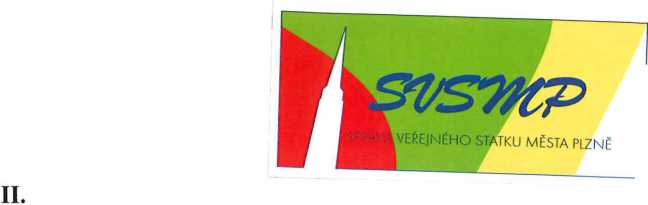 SVSMP
SPRÁVA VEŘEJNÉHO STATKU MĚSTA PLZNĚ
II.